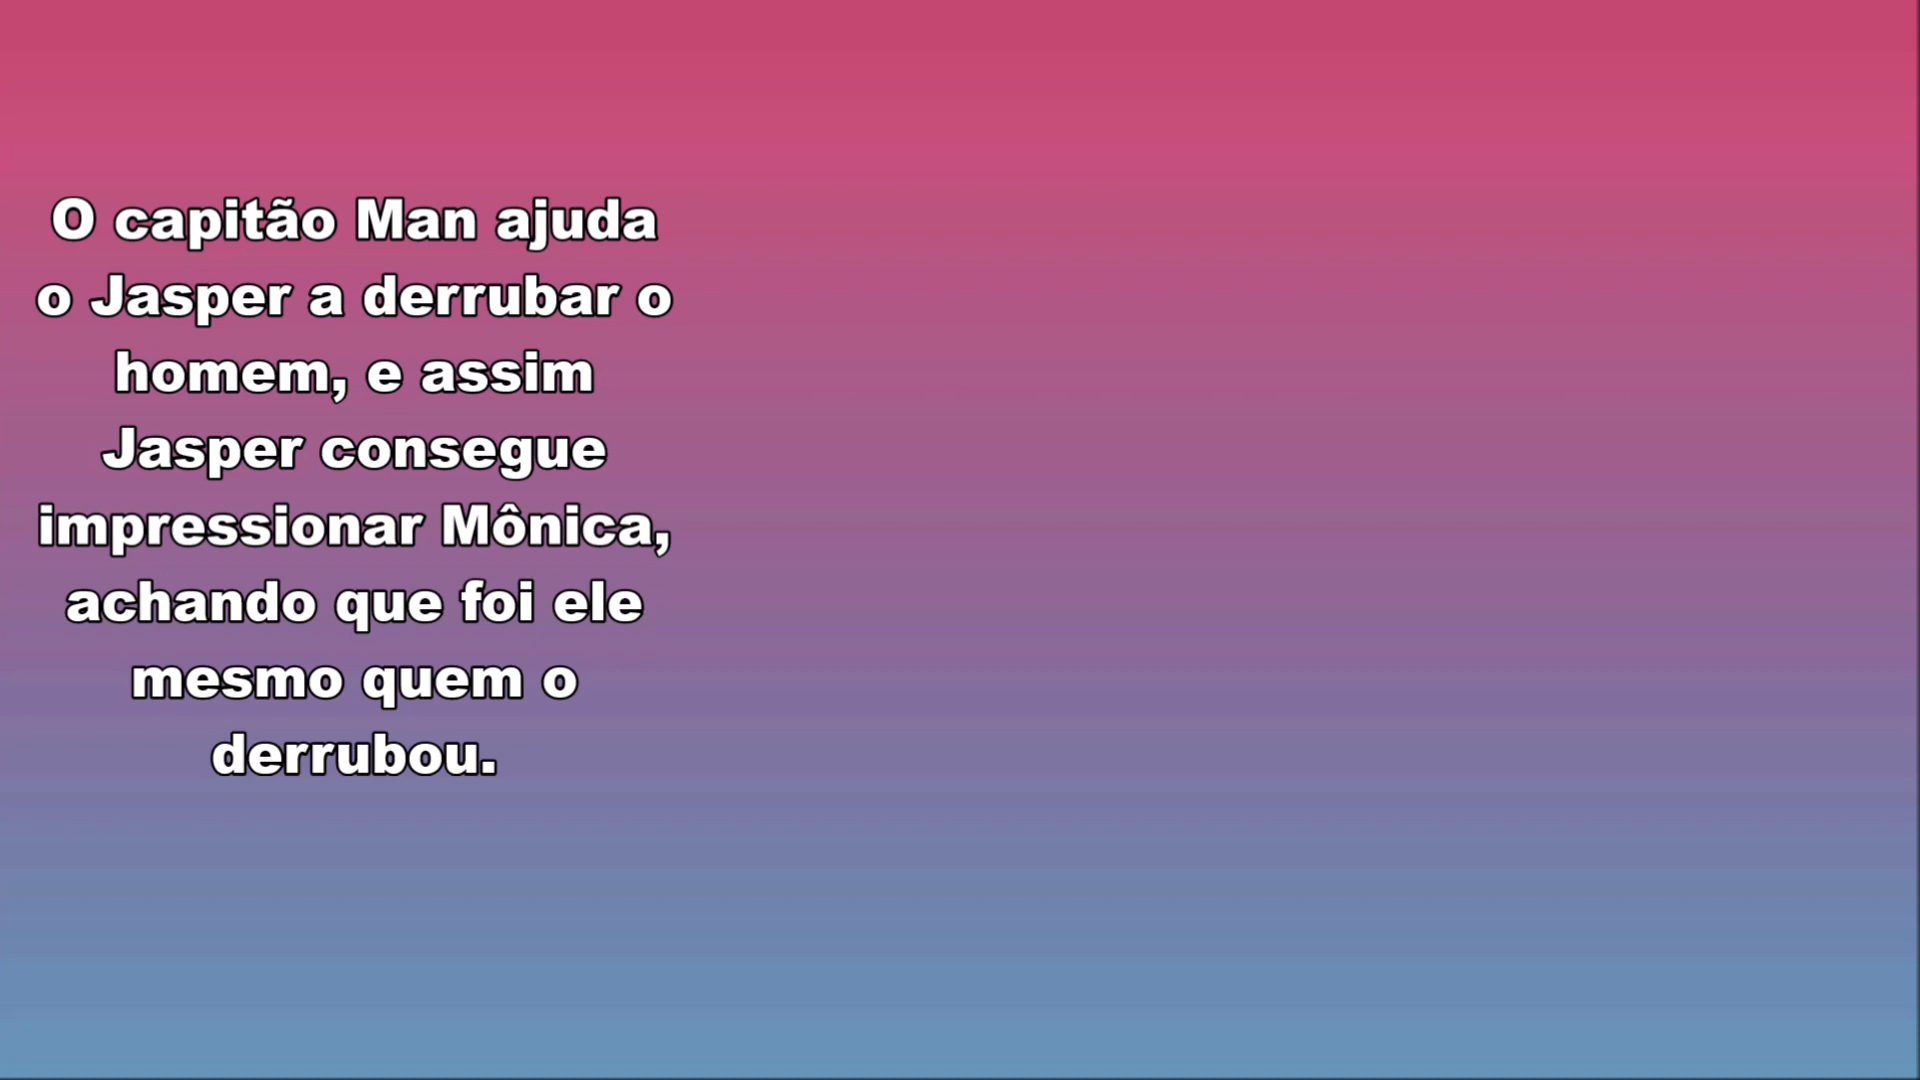 O capitão Man ajuda
o Jasper a derrubar o
homem, e assim
Jasper consegue
impressionar Mônica,
achando que foi ele
mesmo quem o
derrubou.